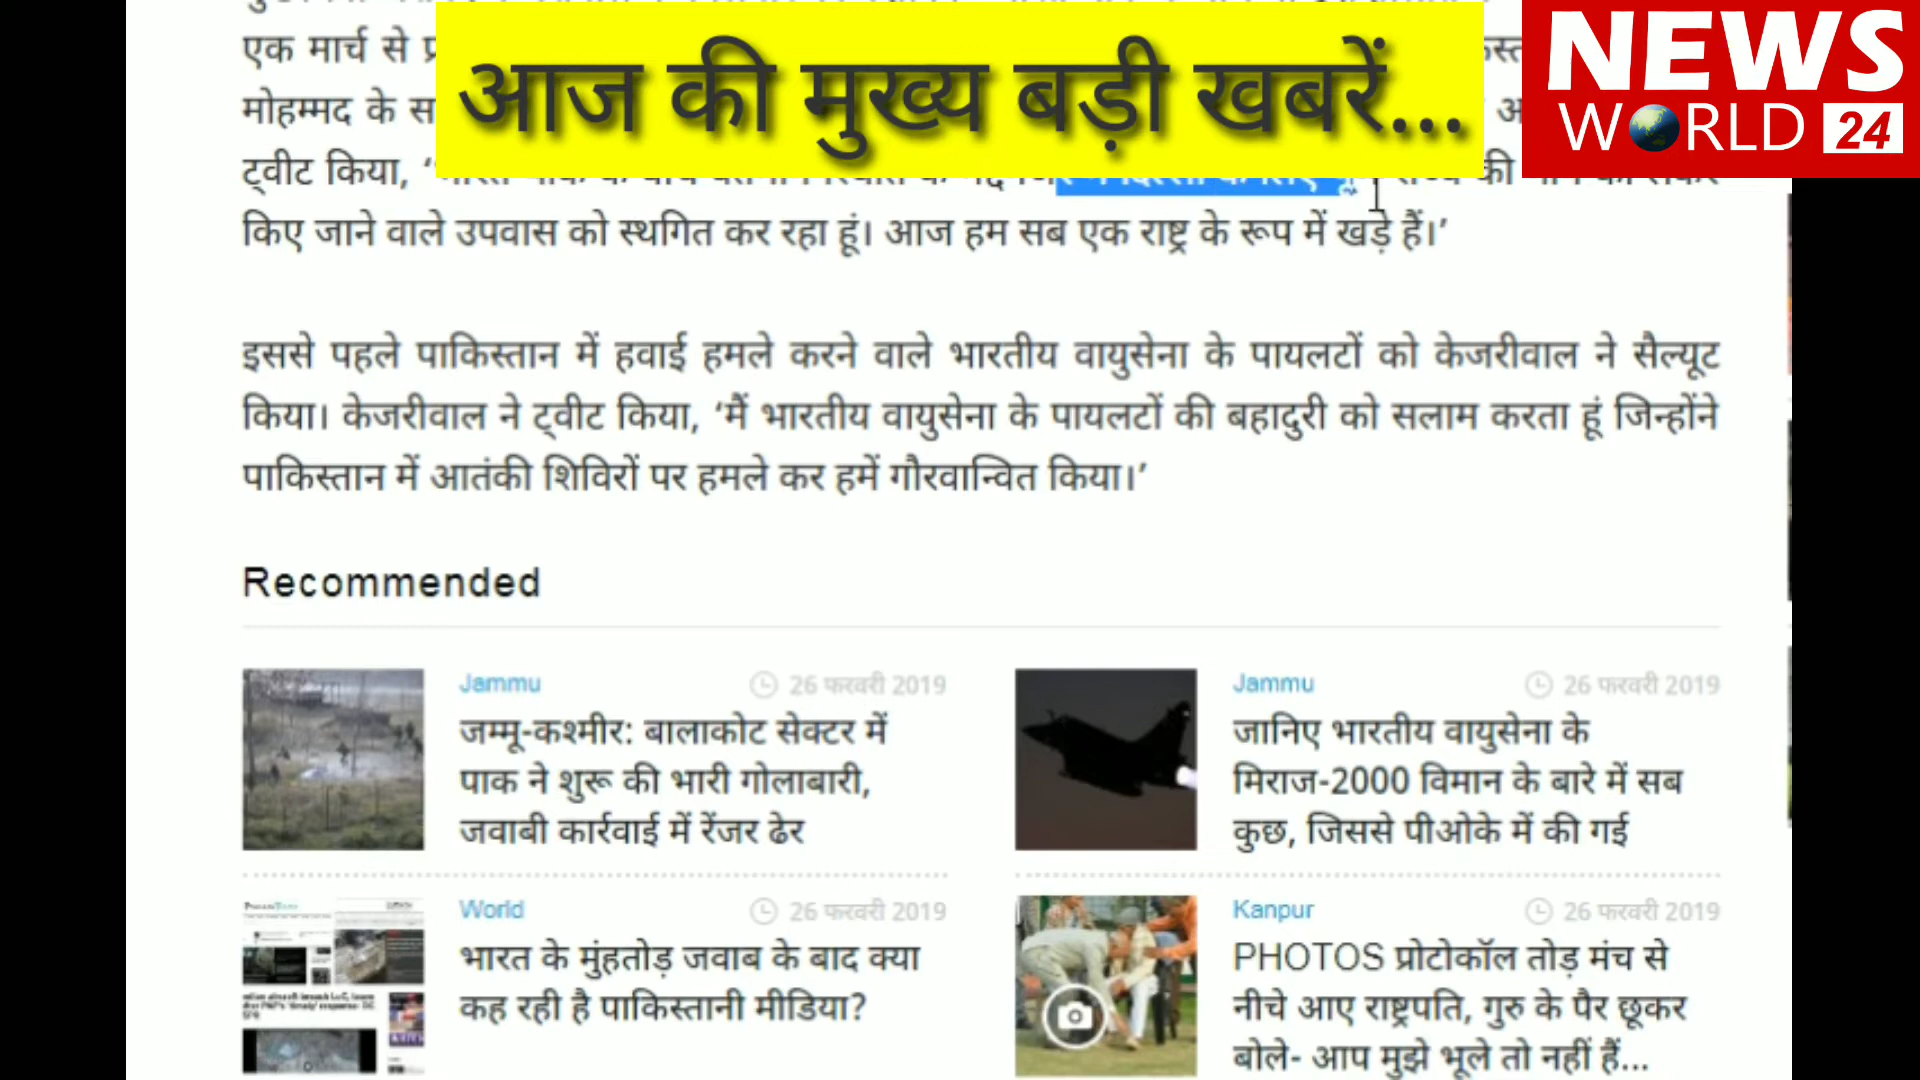 आज की मुख्य बड़ी खबरें...
NEWS
WORLD 24
एक मार्च से
मोहम्मद के
ट्वीट किया, ‘
किए जाने वाले उपवास को स्थगित कर रहा हूं। आज हम सब एक राष्ट्र के रूप में खड़े हैं।’
इससे पहले पाकिस्तान में हवाई हमले करने वाले भारतीय वायुसेना के पायलटों को केजरीवाल ने सैल्यूट
किया। केजरीवाल ने ट्वीट किया, ‘मैं भारतीय वायुसेना के पायलटों की बहादुरी को सलाम करता हूं जिन्होंने
पाकिस्तान में आतंकी शिविरों पर हमले कर हमें गौरवान्वित किया।’
Recommended
Jammu 26 फरवरी 2019
जम्मू-कश्मीर: बालाकोट सेक्टर में
पाक ने शुरू की भारी गोलाबारी,
जवाबी कार्रवाई में रेंजर ढेर
Jammu 26 फरवरी 2019
जानिए भारतीय वायुसेना के
मिराज-2000 विमान के बारे में सब
कुछ, जिससे पीओके में की गई
World 26 फरवरी 2019
भारत के मुंहतोड़ जवाब के बाद क्या
कह रही है पाकिस्तानी मीडिया?
Kanpur 26 फरवरी 2019
PHOTOS प्रोटोकॉल तोड़ मंच से
नीचे आए राष्ट्रपति, गुरु के पैर छूकर
बोले- आप मुझे भूले तो नहीं हैं...